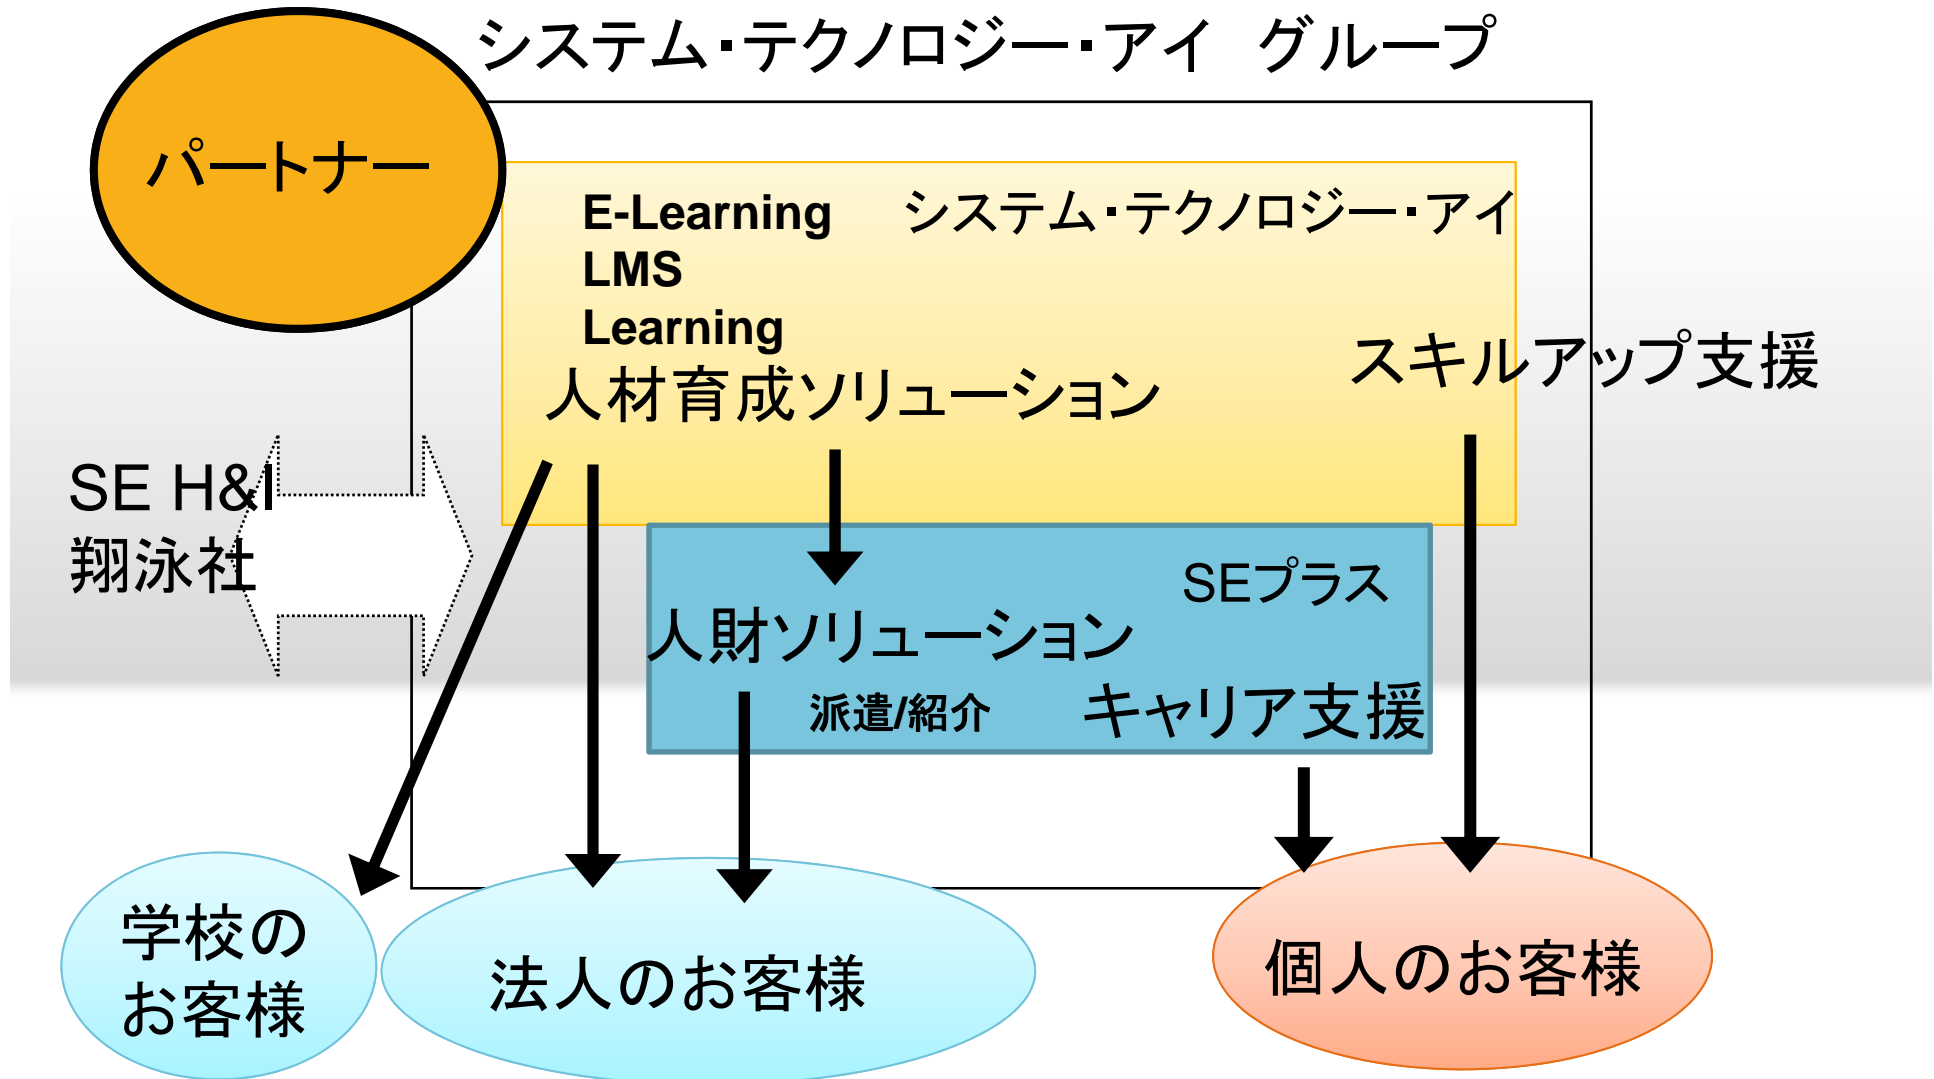 システム・テクノロジー・アイ　グループ
パートナー
E-Learning
システム・テクノロジー・アイ
LMS
Learning
人材育成ソリューション
スキルアップ支援
SE H&I
翔泳社
SEプラス
人財ソリューション
派遣/紹介
キャリア支援
学校の
お客様
法人のお客様
個人のお客様